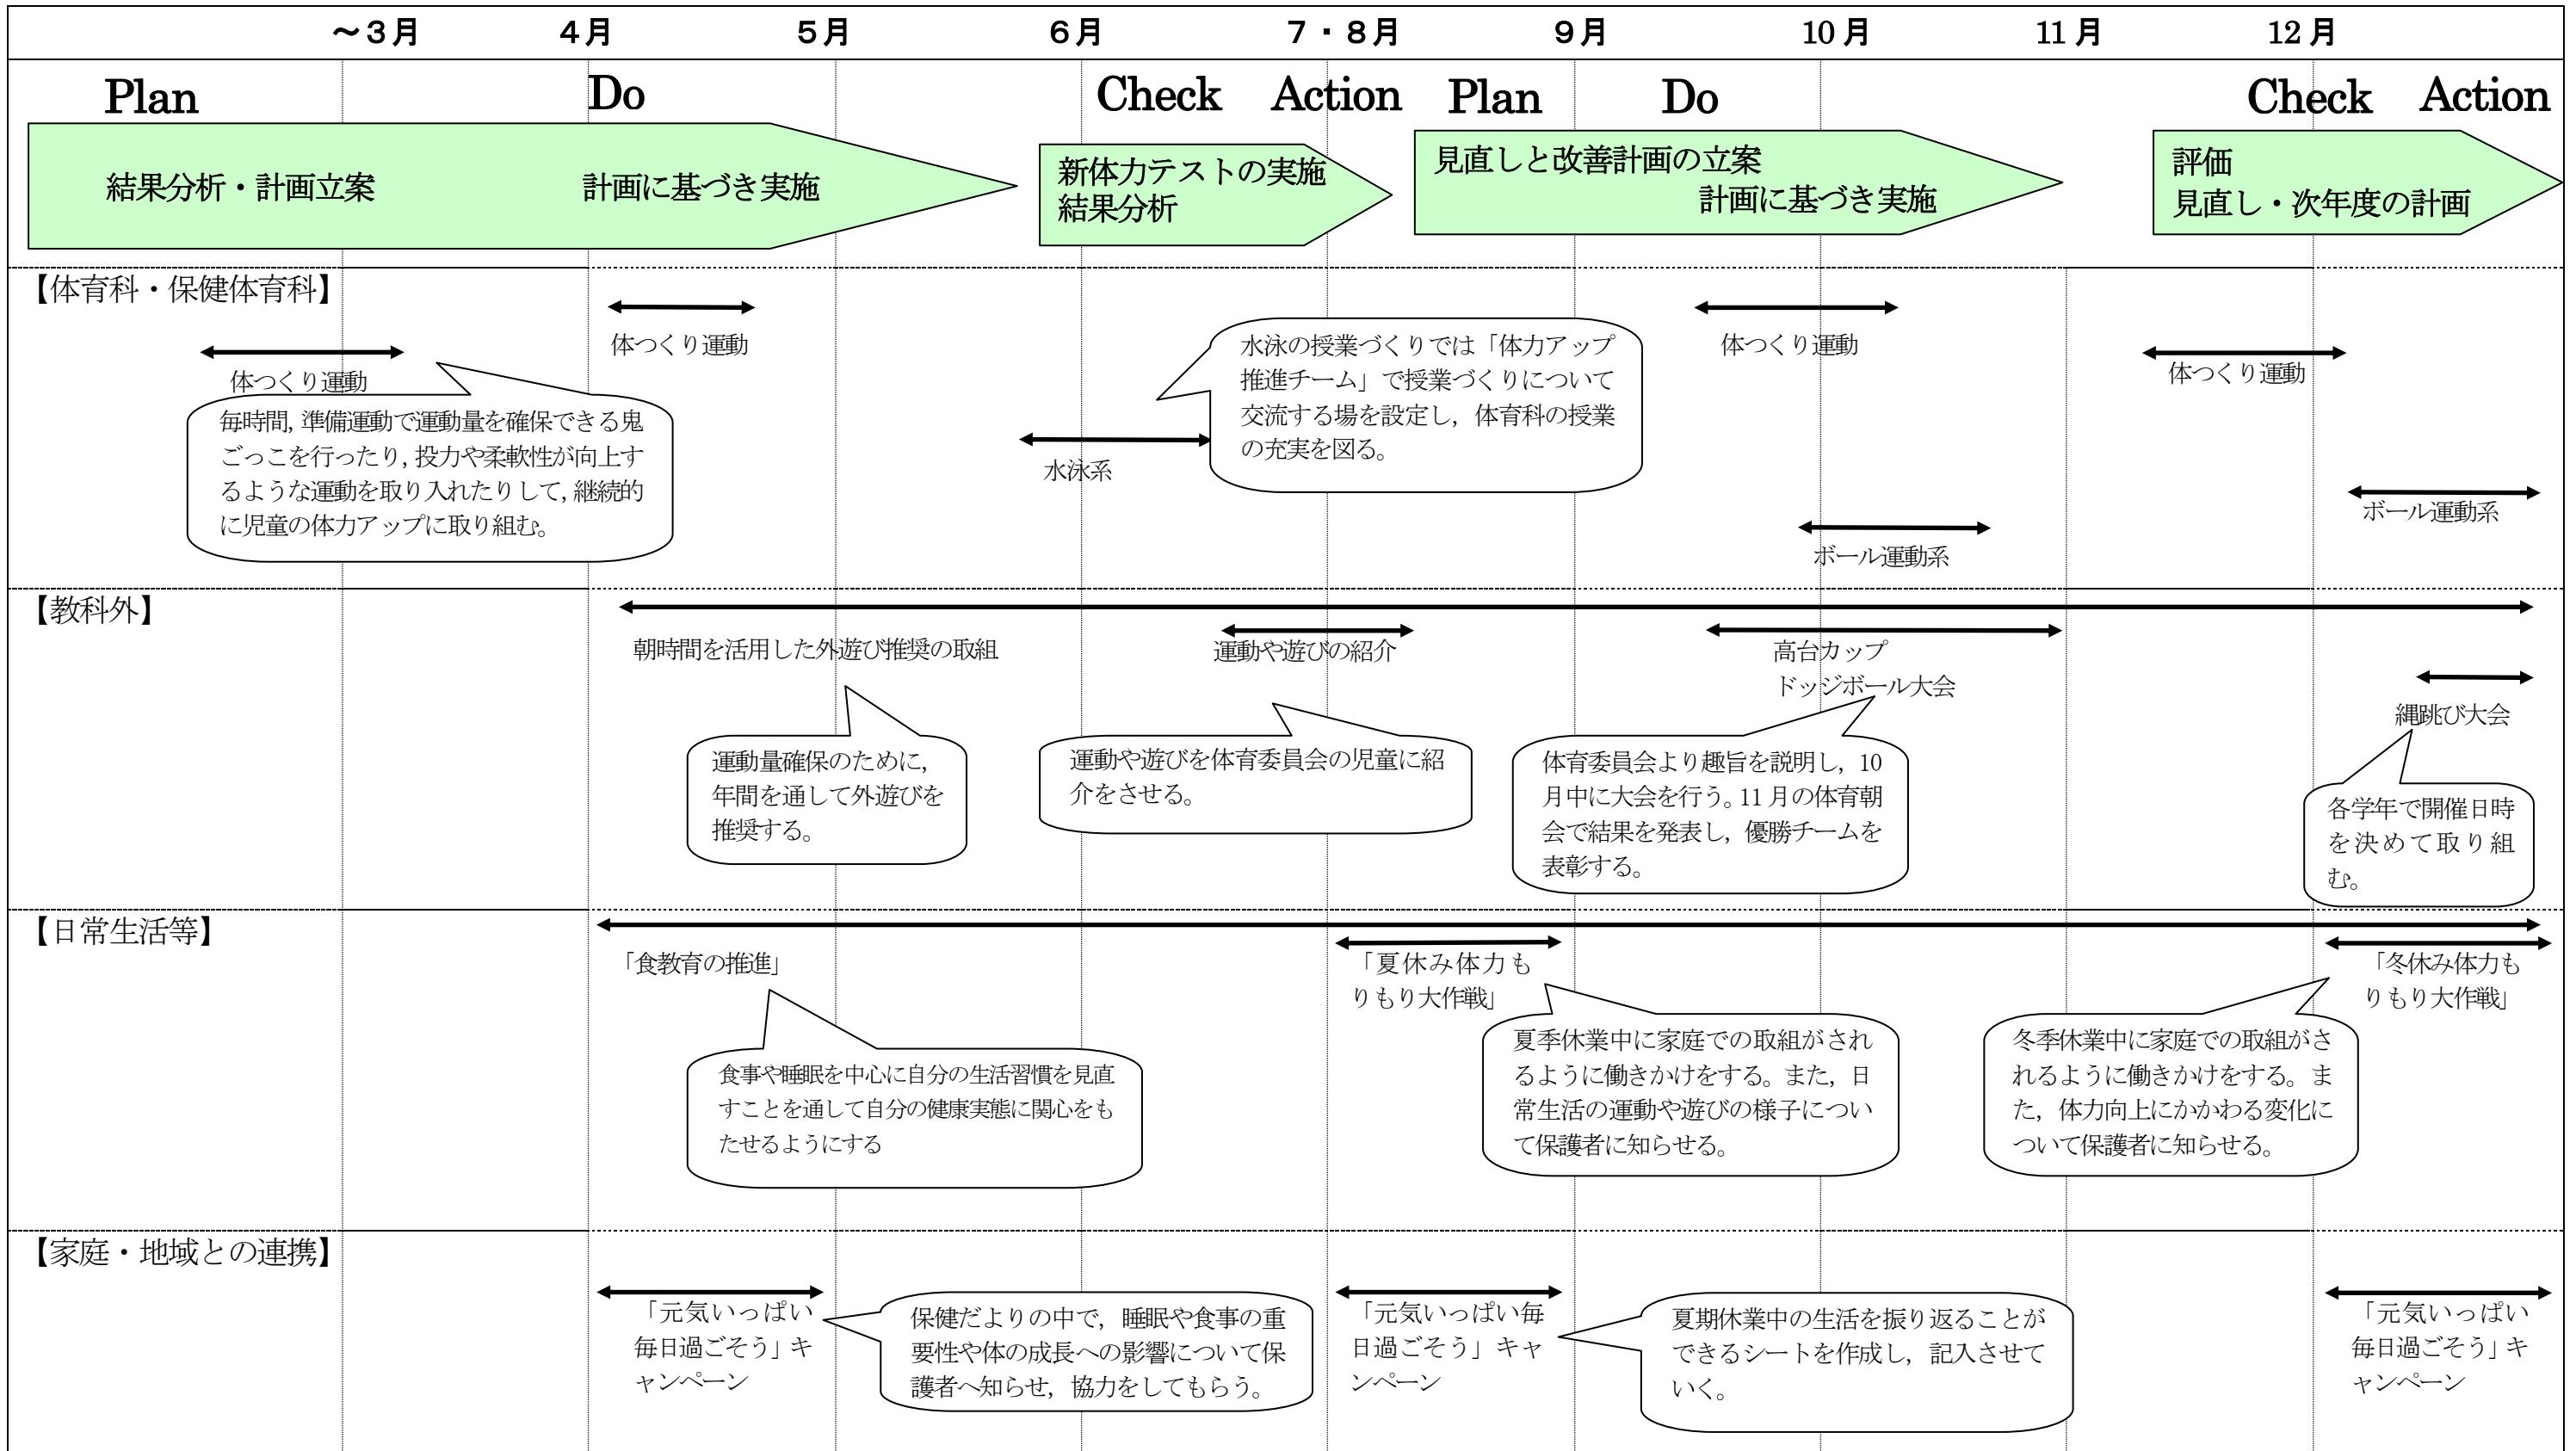 ～３月
４月
５月
６月
７・８月
９月
10月
11月
12月
Plan
Do
Check
Action
Plan
Do
Check
Action
結果分析・計画立案
計画に基づき実施
新体力テストの実施
結果分析
見直しと改善計画の立案
計画に基づき実施
評価
見直し・次年度の計画
【体育科・保健体育科】
体つくり運動
体つくり運動
体つくり運動
体つくり運動
毎時間，準備運動で運動量を確保できる鬼
ごっこを行ったり，投力や柔軟性が向上す
るような運動を取り入れたりして，継続的
に児童の体力アップに取り組む。
水泳系
水泳の授業づくりでは「体力アップ
推進チーム」で授業づくりについて
交流する場を設定し，体育科の授業
の充実を図る。
ボール運動系
ボール運動系
【教科外】
朝時間を活用した外遊び推奨の取組
運動や遊びの紹介
高台カップ
ドッジボール大会
縄跳び大会
運動量確保のために，
年間を通して外遊びを
推奨する。
運動や遊びを体育委員会の児童に紹
介をさせる。
体育委員会より趣旨を説明し，10
月中に大会を行う。11月の体育朝
会で結果を発表し，優勝チームを
表彰する。
各学年で開催日時
を決めて取り組
む。
【日常生活等】
「食教育の推進」
「夏休み体力も
りもり大作戦」
「冬休み体力も
りもり大作戦」
食事や睡眠を中心に自分の生活習慣を見直
すことを通して自分の健康実態に関心をも
たせるようにする
夏季休業中に家庭での取組がされ
るように働きかけをする。また，日
常生活の運動や遊びの様子につい
て保護者に知らせる。
冬季休業中に家庭での取組がさ
れるように働きかけをする。ま
た，体力向上にかかわる変化に
ついて保護者に知らせる。
【家庭・地域との連携】
「元気いっぱい
毎日過ごそう」キ
ャンペーン
保健だよりの中で，睡眠や食事の重
要性や体の成長への影響について保
護者へ知らせ，協力をしてもらう。
「元気いっぱい毎
日過ごそう」キャ
ンペーン
夏期休業中の生活を振り返ることが
できるシートを作成し，記入させて
いく。
「元気いっぱい
毎日過ごそう」キ
ャンペーン